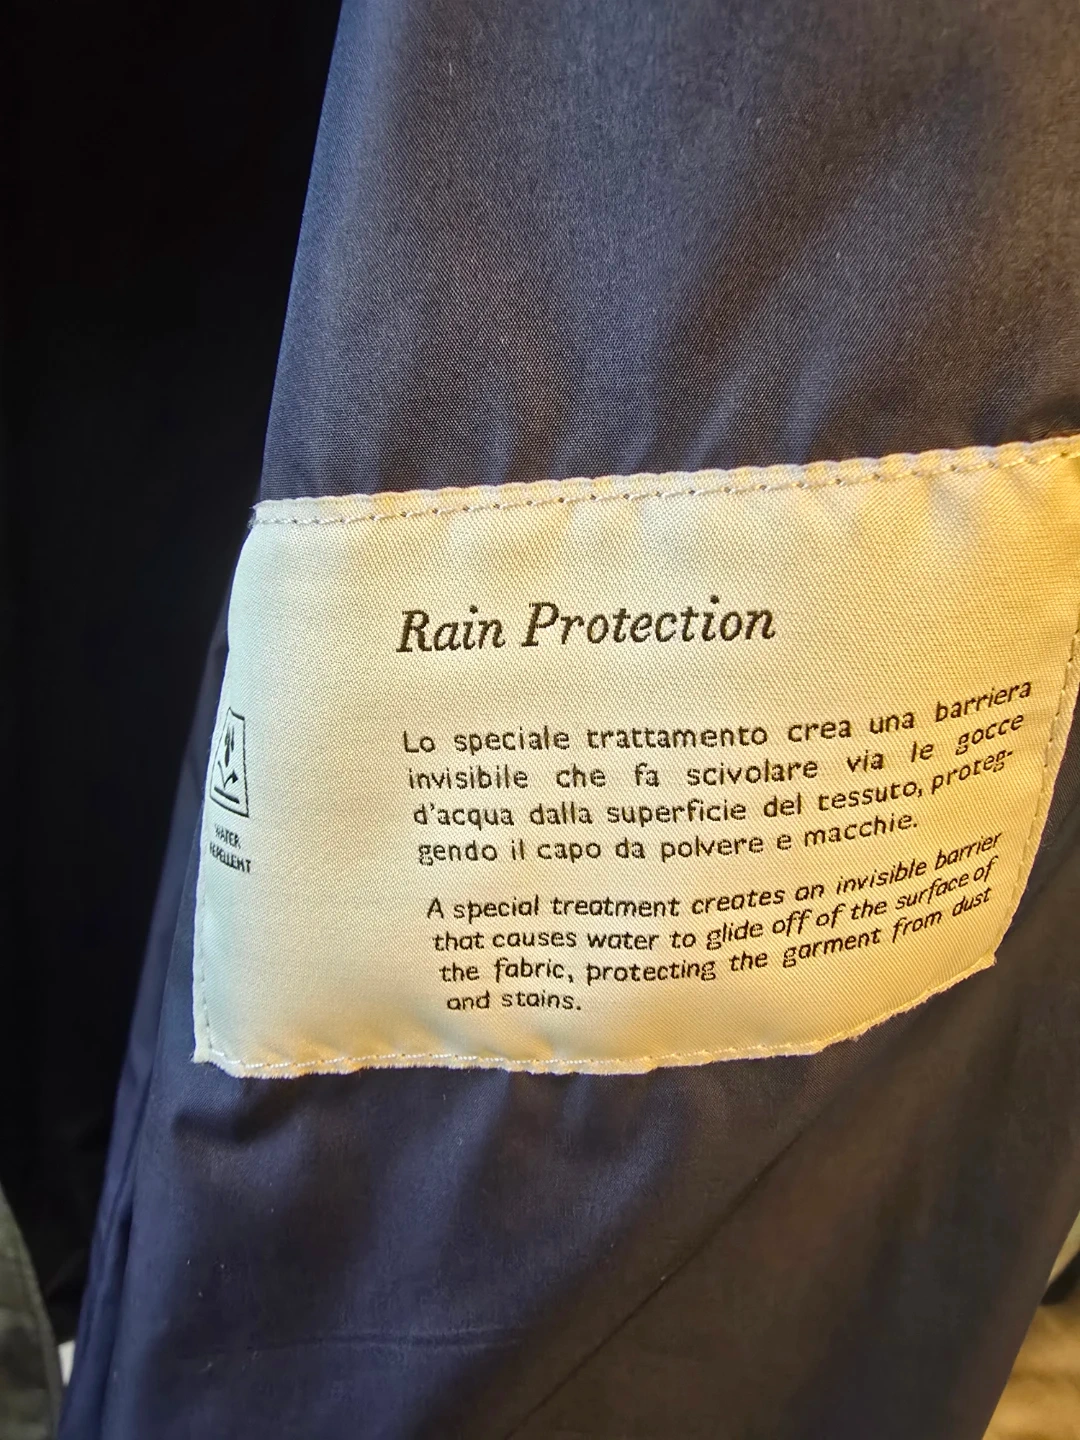 Rain Protection
Lo speciale trattamento crea una barriera
invisibile che fa scivolare via le gocce
d'acqua dalla superficie del tessuto, proteg-
gendo il capo da polvere e macchie.
A special treatment creates an invisible barrier
that causes water to glide off of the surface of
the fabric, protecting the garment from dust
and stains.
WATER
REPELLENT